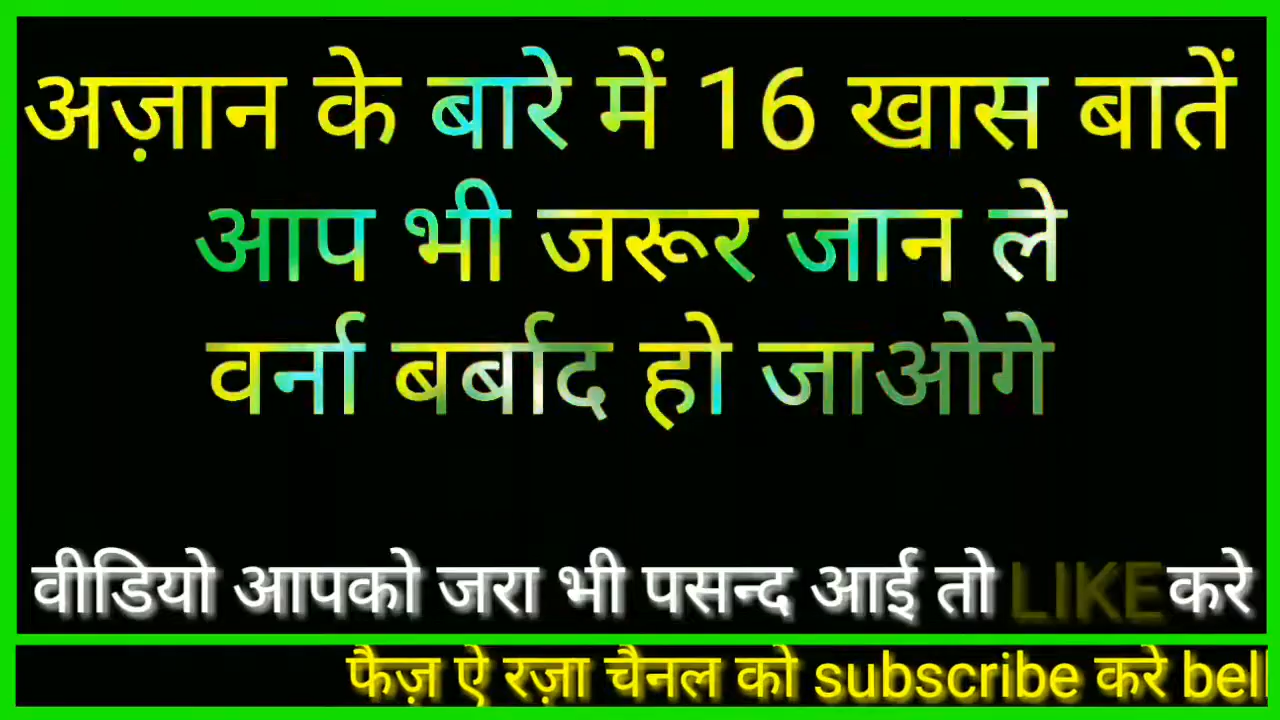 अज़ान के बारे में 16 खास बातें
आप भी जरूर जान ले
वर्ना बर्बाद हो जाओगे
वीडियो आपको जरा भी पसन्द आई तो LIKE करे
फैज़ ऐ रज़ा चैनल को subscribe करे bell